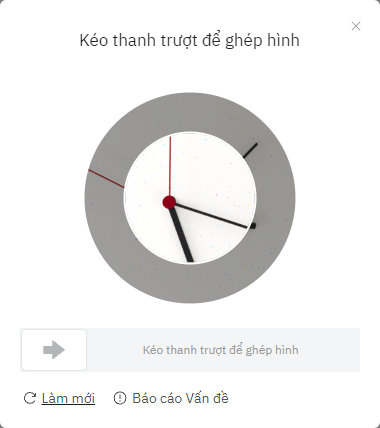 Kéo thanh trượt để ghép hình
Kéo thanh trượt để ghép hình
Làm mới
Báo cáo Vấn đề